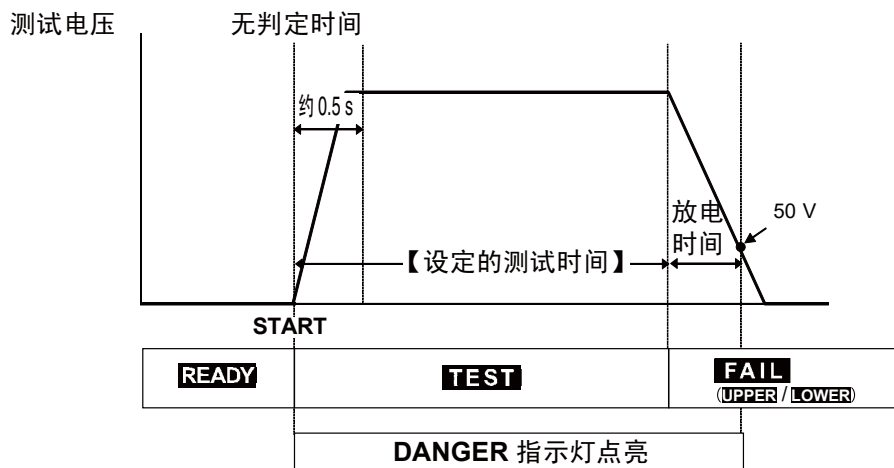 测试电压
无判定时间
约 0.5 s
放电
时间
50 V
【设定的测试时间】
START
READY
TEST
FAIL
(UPPER / LOWER)
DANGER 指示灯点亮